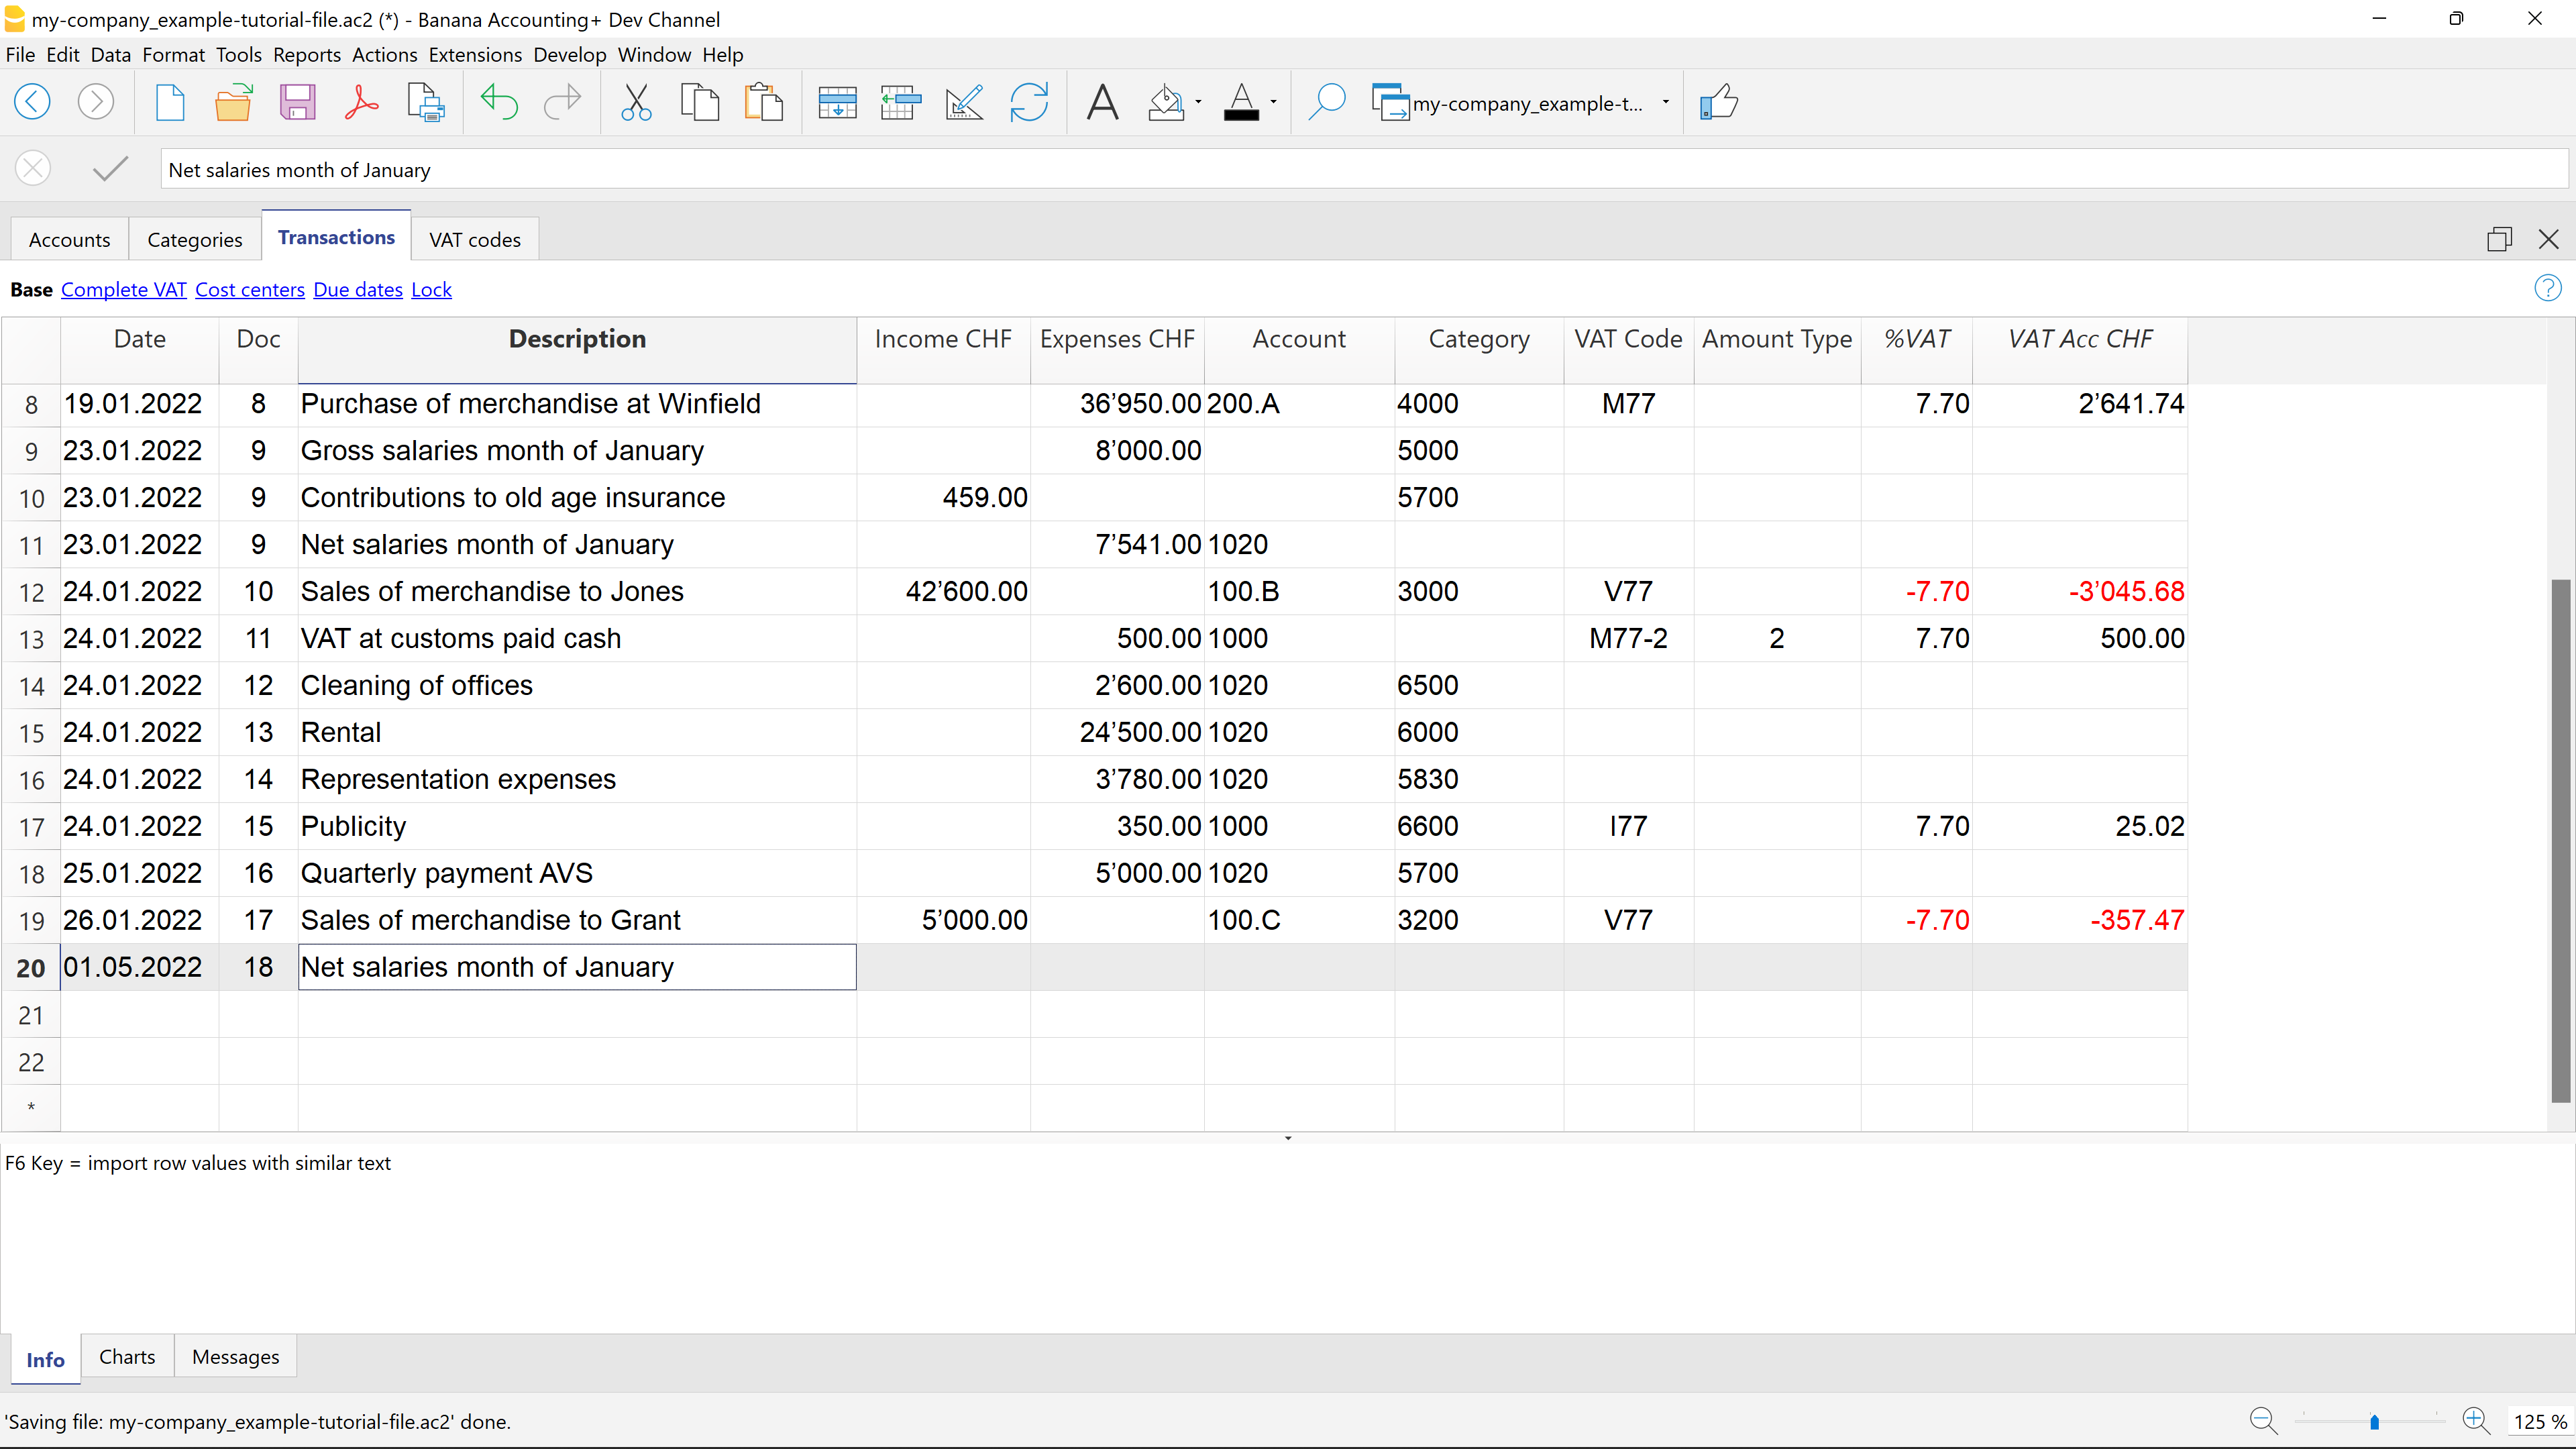 my-company_example-tutorial-file.ac2 (*) - Banana Accounting+ Dev Channel
File Edit Data Format Tools Reports Actions Extensions Develop Window Help
my-company_example-t...
Net salaries month of January
Accounts Categories Transactions VAT codes
Base Complete VAT Cost centers Due dates Lock
Date Doc Description Income CHF Expenses CHF Account Category VAT Code Amount Type %VAT VAT Acc CHF
8 19.01.2022 8 Purchase of merchandise at Winfield 36’950.00 200.A 4000 M77 7.70 2’641.74
9 23.01.2022 9 Gross salaries month of January 8’000.00 5000
10 23.01.2022 9 Contributions to old age insurance 459.00 5700
11 23.01.2022 9 Net salaries month of January 7’541.00 1020
12 24.01.2022 10 Sales of merchandise to Jones 42’600.00 100.B 3000 V77 -7.70 -3’045.68
13 24.01.2022 11 VAT at customs paid cash 500.00 1000 M77-2 2 7.70 500.00
14 24.01.2022 12 Cleaning of offices 2’600.00 1020 6500
15 24.01.2022 13 Rental 24’500.00 1020 6000
16 24.01.2022 14 Representation expenses 3’780.00 1020 5830
17 24.01.2022 15 Publicity 350.00 1000 6600 I77 7.70 25.02
18 25.01.2022 16 Quarterly payment AVS 5’000.00 1020 5700
19 26.01.2022 17 Sales of merchandise to Grant 5’000.00 100.C 3200 V77 -7.70 -357.47
20 01.05.2022 18 Net salaries month of January
21
22
*
F6 Key = import row values with similar text
Info Charts Messages
'Saving file: my-company_example-tutorial-file.ac2' done.
125 %